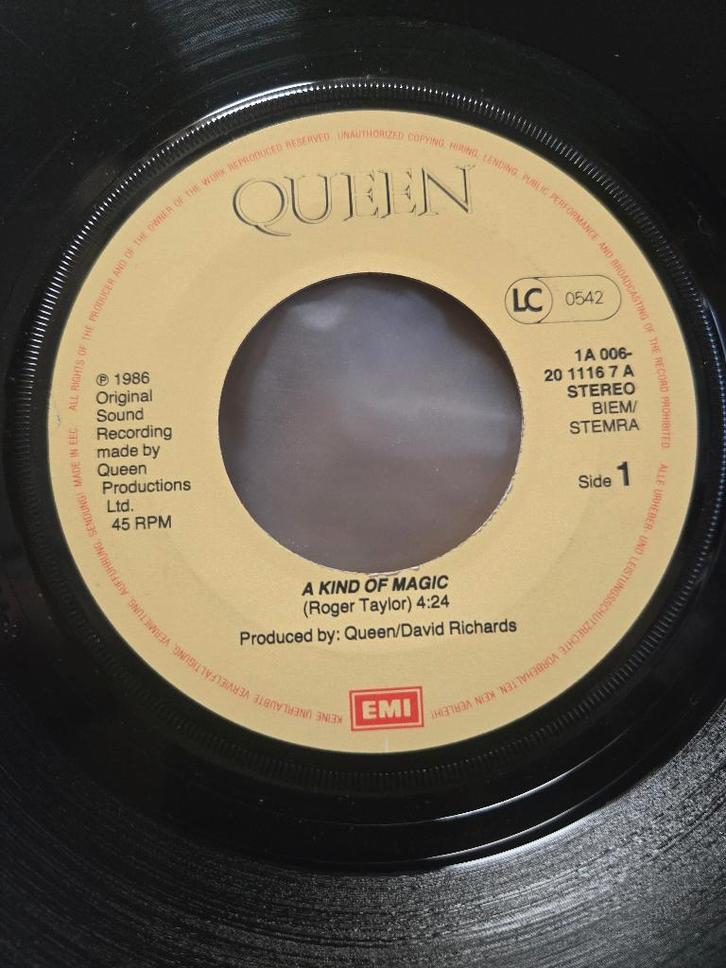 ALL RIGHTS OF THE PRODUCER AND OF THE OWNER OF THE WORK REPRODUCED RESERVED. UNAUTHORIZED COPYING, HIRING, LENDING, PUBLIC PERFORMANCE AND BROADCASTING OF THE RECORD PROHIBITED. ALLE URHEBER- UND LEISTUNGSSCHUTZRECHTE VORBEHALTEN. KEIN VERLEIH! KEINE UNERLAUBTE VERVIELFÄLTIGUNG, VERMIETUNG, AUFFÜHRUNG, SENDUNG! MADE IN EEC.
QUEEN
LC 0542
℗ 1986
Original
Sound
Recording
made by
Queen
Productions
Ltd.
45 RPM
1A 006-
20 1116 7 A
STEREO
BIEM/
STEMRA
Side 1
A KIND OF MAGIC
(Roger Taylor) 4:24
Produced by: Queen/David Richards
EMI